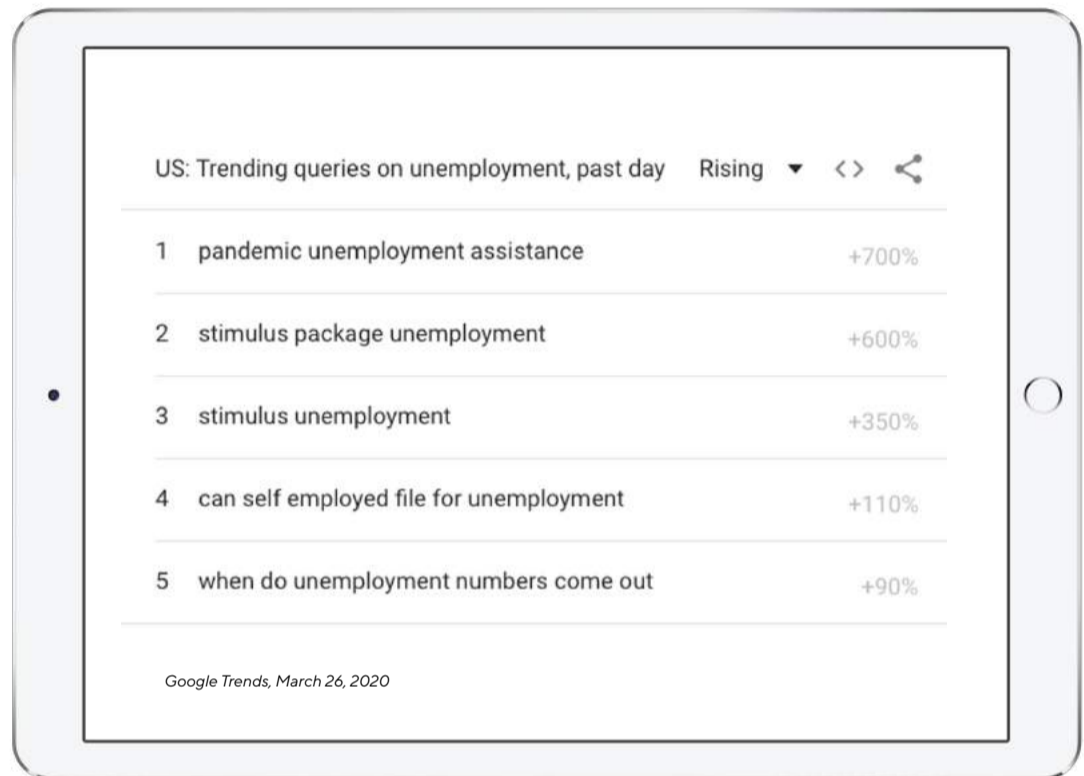 US: Trending queries on unemployment, past day Rising
1 pandemic unemployment assistance +700%
2 stimulus package unemployment +600%
3 stimulus unemployment +350%
4 can self employed file for unemployment +110%
5 when do unemployment numbers come out +90%
Google Trends, March 26, 2020